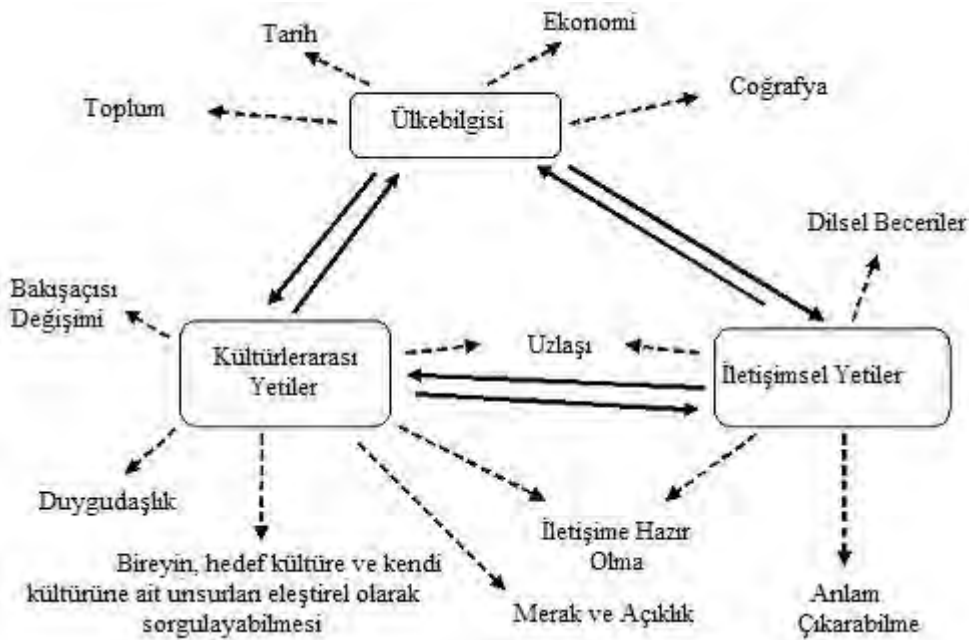 Ekonomi
Tarih
Coğrafya
Toplum
Ülkebilgisi
Dilsel Beceriler
Bakışaçısı
Değişimi
Kültürlerarası
Yetiler
Uzlaşı
İletişimsel Yetiler
Duygudaşlık
İletişime Hazır
Olma
Bireyin, hedef kültüre ve kendi
kültürüne ait unsurları eleştirel olarak
sorgulayabilmesi
Merak ve Açıklık
Anlam
Çıkarabilme